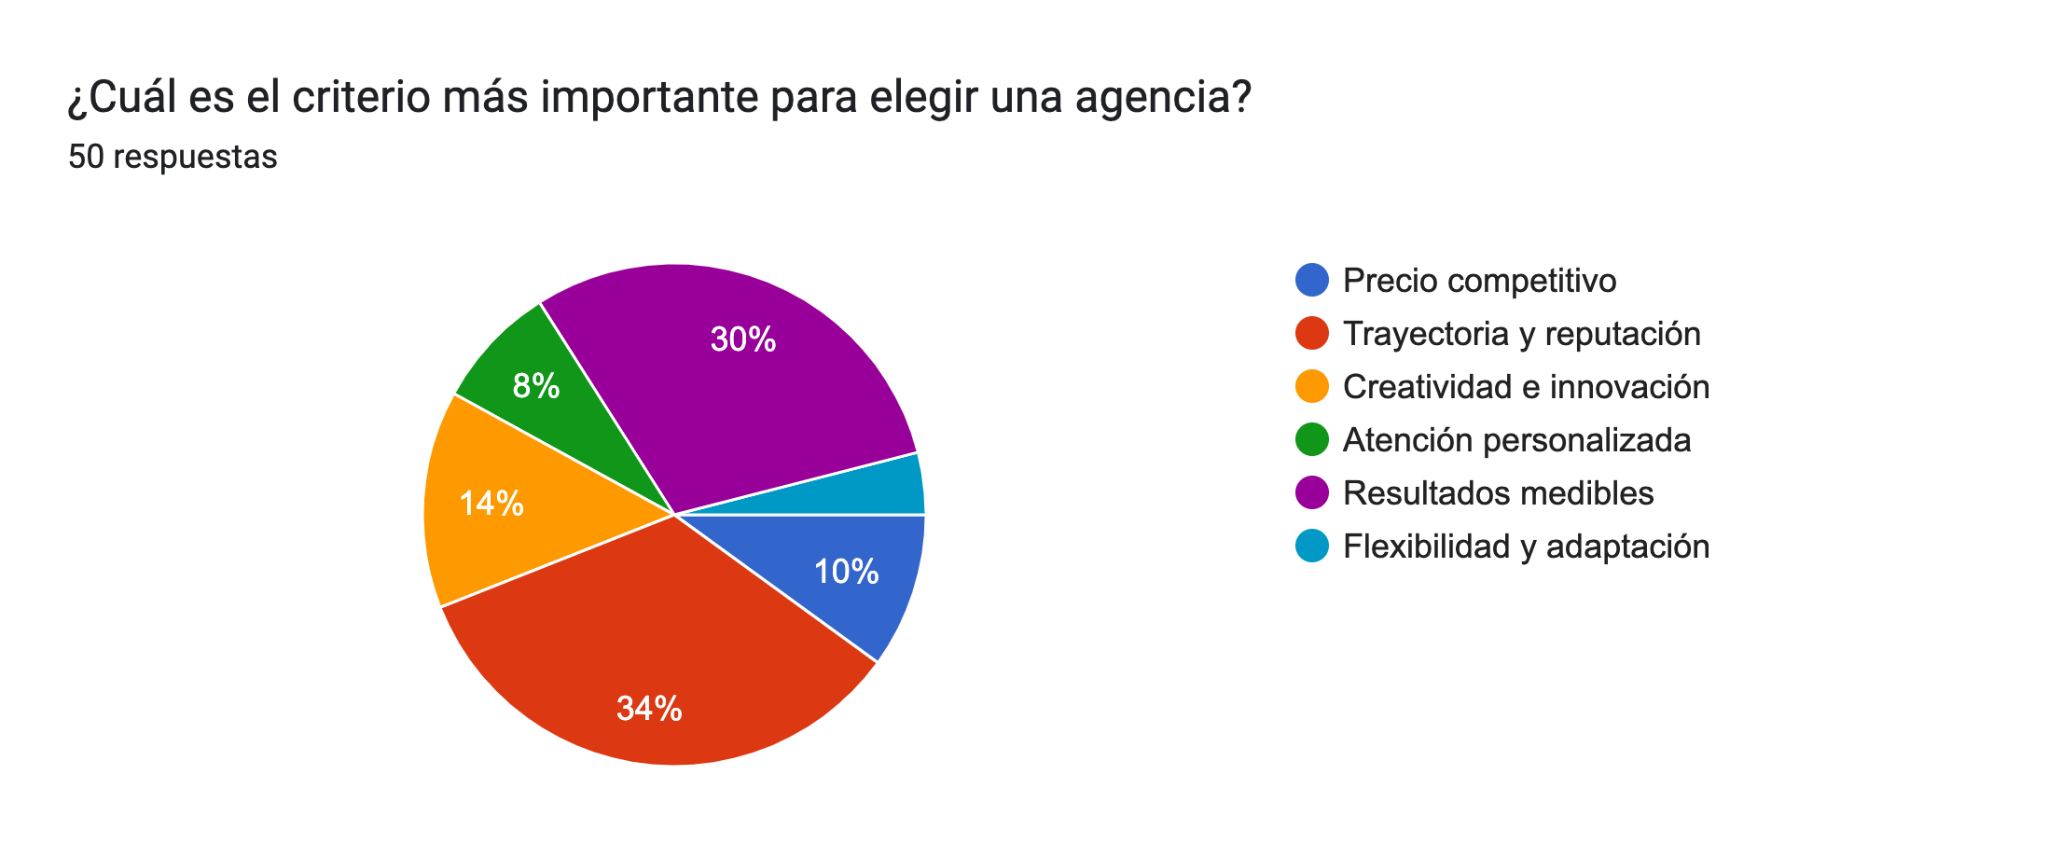 ¿Cuál es el criterio más importante para elegir una agencia?
50 respuestas
30%
8%
14%
10%
34%
Precio competitivo
Trayectoria y reputación
Creatividad e innovación
Atención personalizada
Resultados medibles
Flexibilidad y adaptación